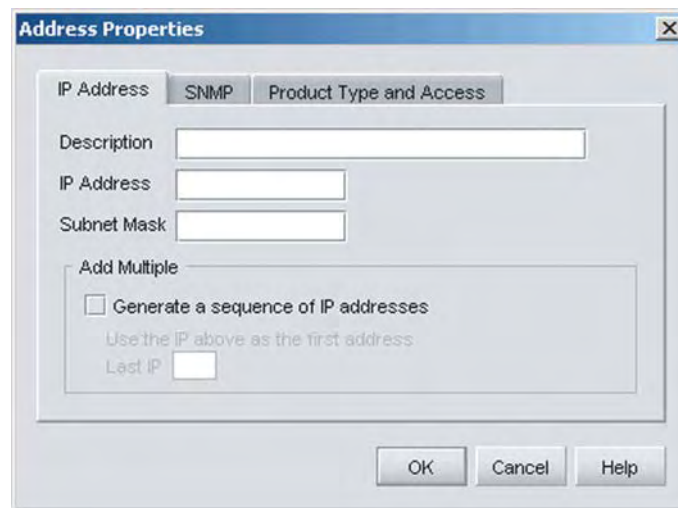 Address Properties
IP Address SNMP Product Type and Access
Description
IP Address
Subnet Mask
Add Multiple
Generate a sequence of IP addresses
Use the IP above as the first address
Last IP
OK Cancel Help